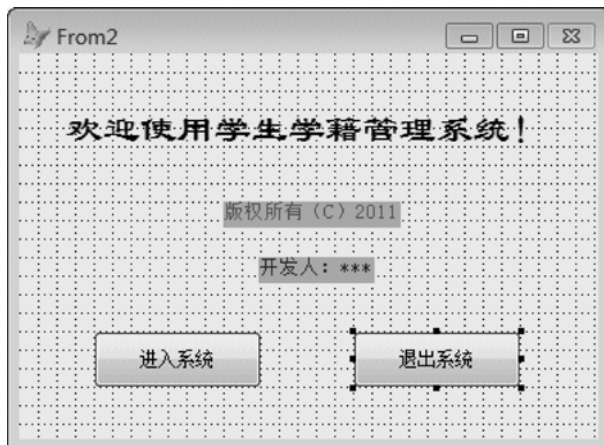 From2
欢迎使用学生学籍管理系统！
版权所有（C）2011
开发人：***
进入系统
退出系统